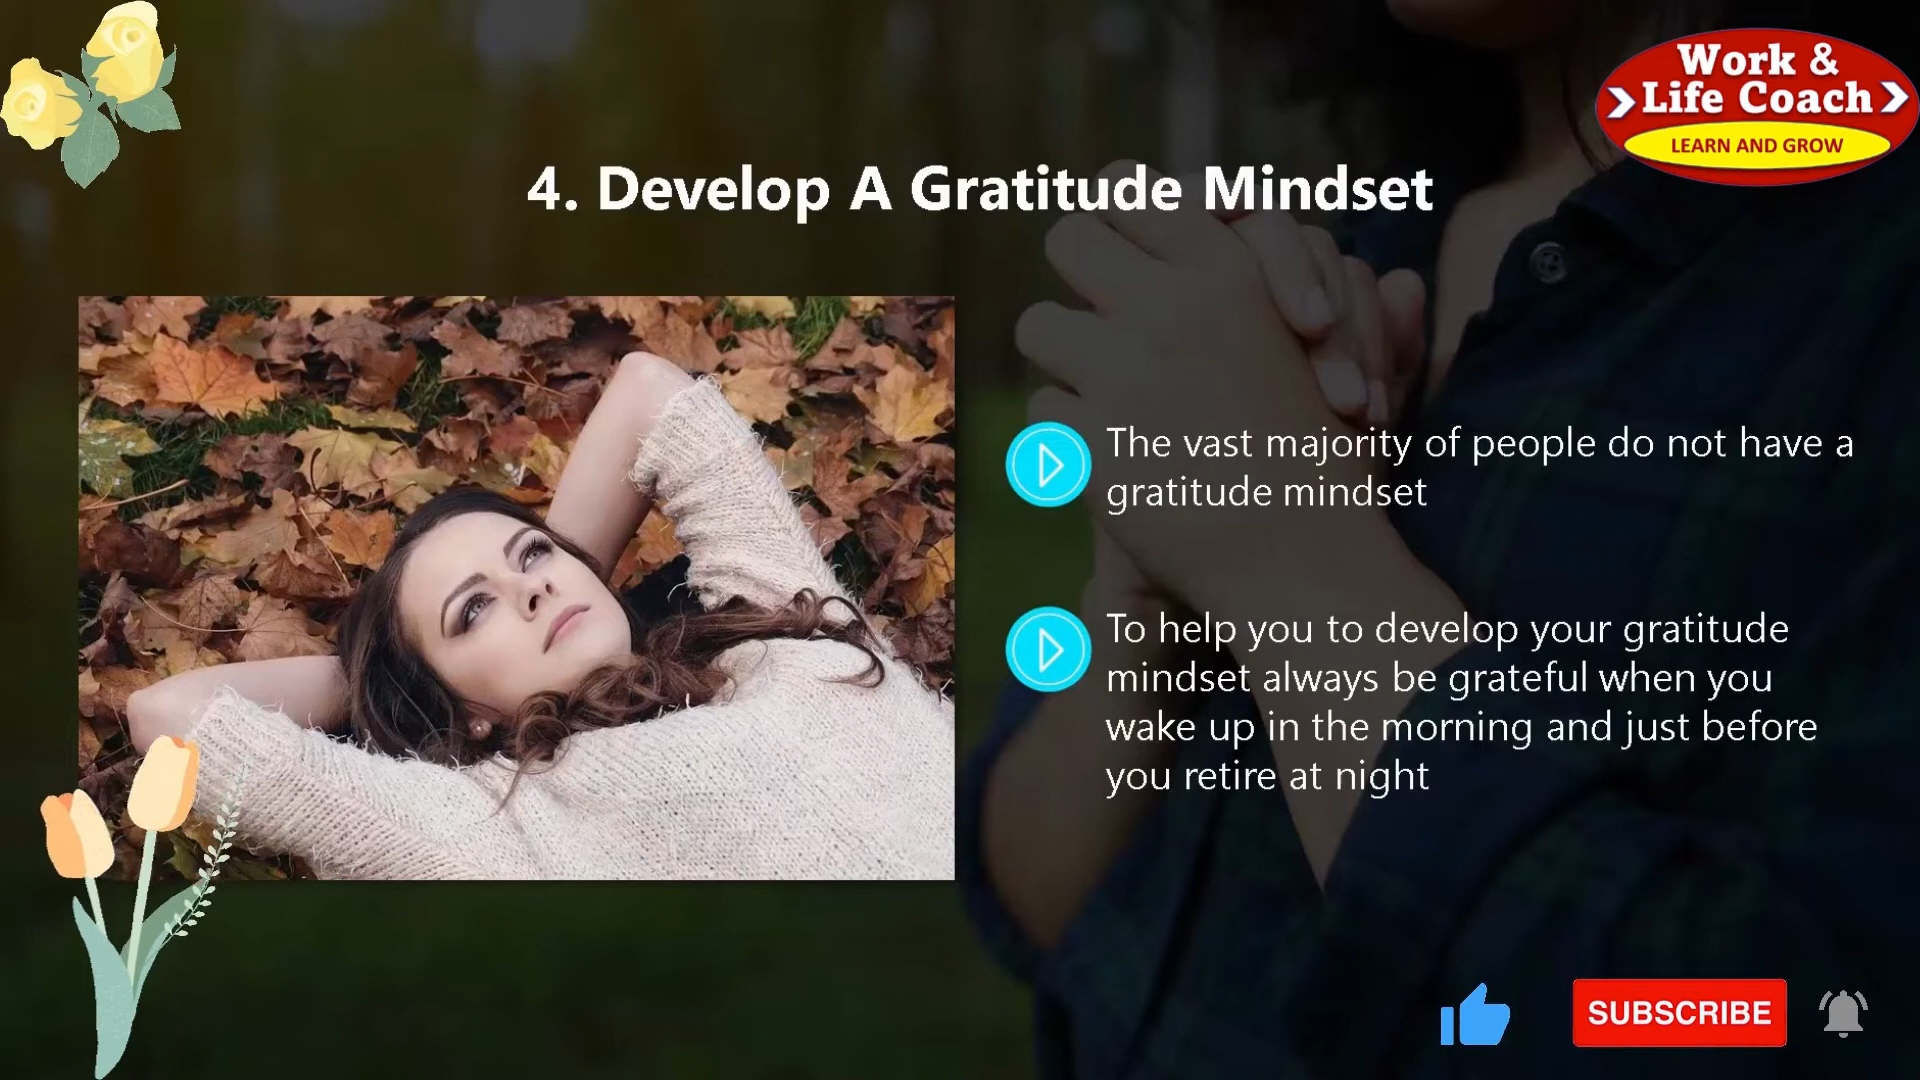 Work &
Life Coach
LEARN AND GROW
4. Develop A Gratitude Mindset
The vast majority of people do not have a
gratitude mindset
To help you to develop your gratitude
mindset always be grateful when you
wake up in the morning and just before
you retire at night
SUBSCRIBE